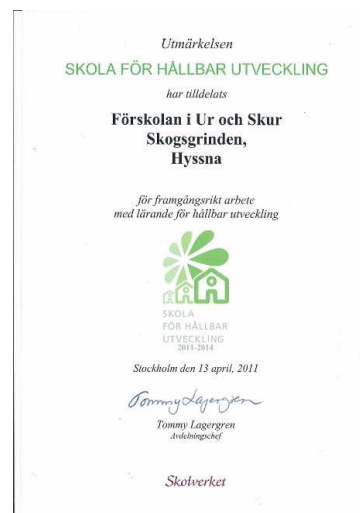 Utmärkelsen
SKOLA FÖR HÅLLBAR UTVECKLING
har tilldelats
Förskolan i Ur och Skur
Skogsgrinden,
Hyssna
för framgångsrikt arbete
med lärande för hållbar utveckling
SKOLA
FÖR HÅLLBAR
UTVECKLING
2011-2014
Stockholm den 13 april, 2011
Tommy Lagergren
Tommy Lagergren
Avdelningschef
Skolverket